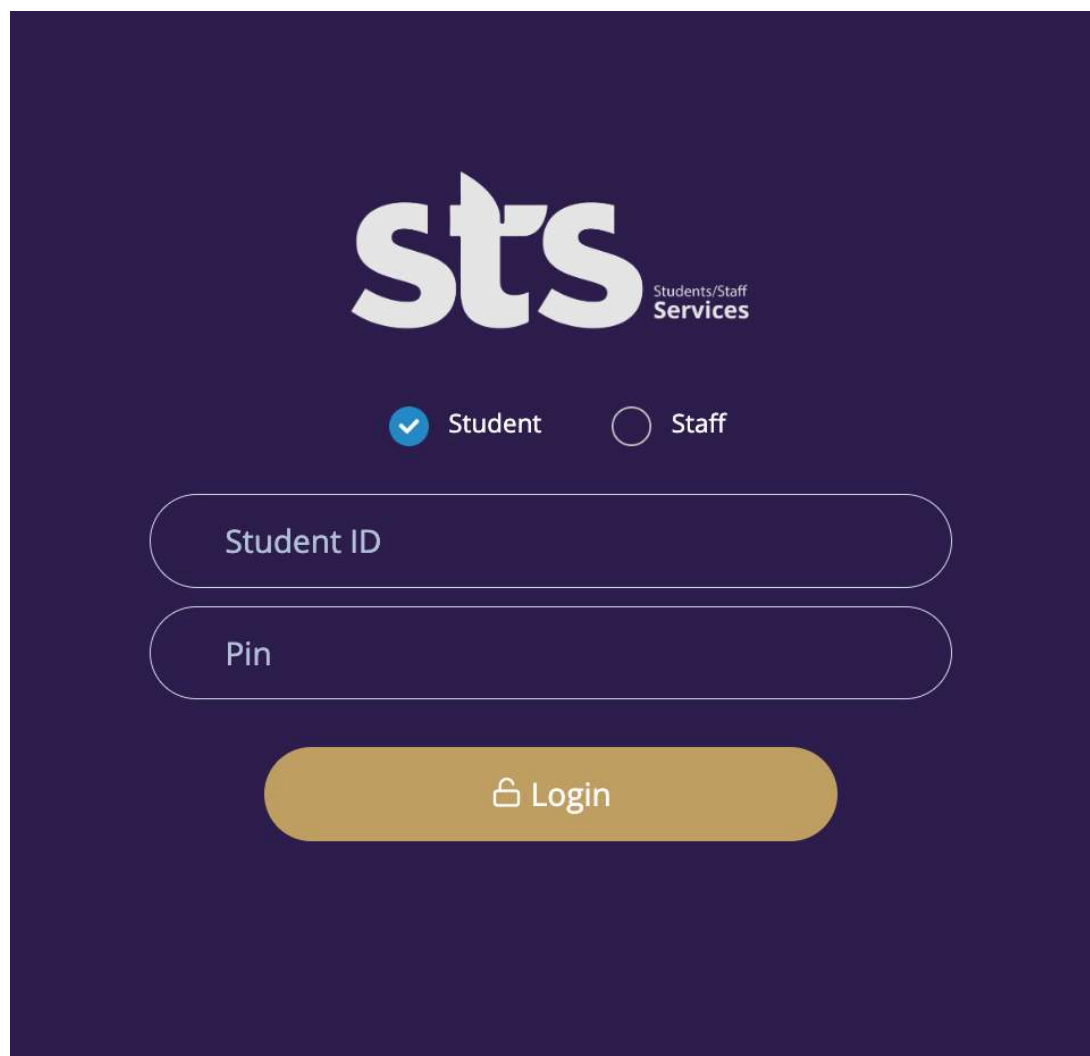 sts
Students/Staff
Services
Student
Staff
Student ID
Pin
Login